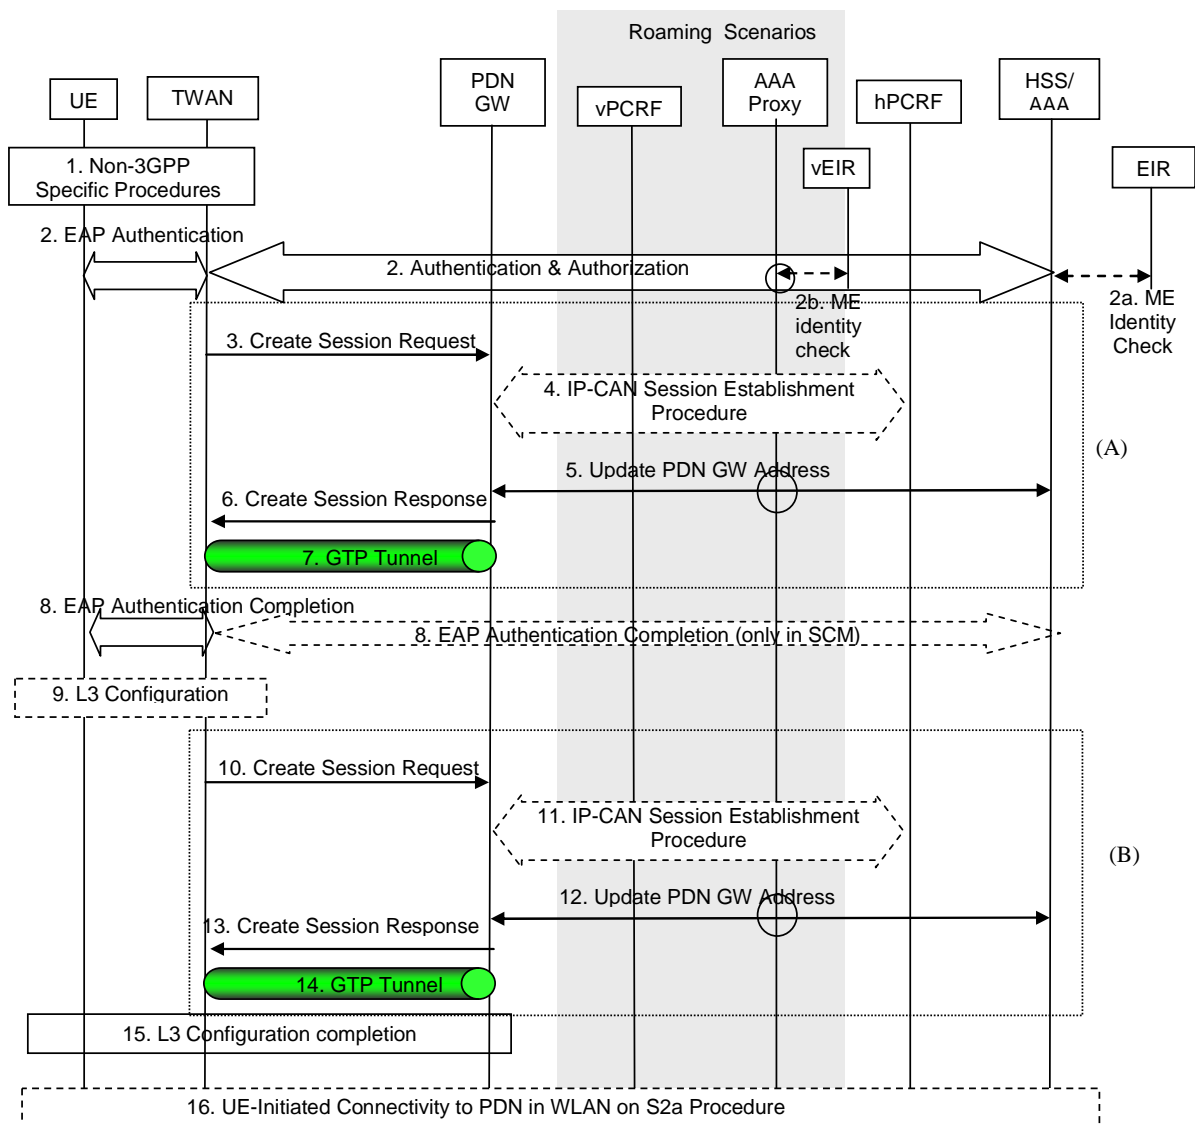 Roaming Scenarios
UE
TWAN
PDN
GW
vPCRF
AAA
Proxy
hPCRF
HSS/
AAA
vEIR
EIR
1. Non-3GPP
Specific Procedures
2. EAP Authentication
2. Authentication & Authorization
2b. ME
identity
check
2a. ME
Identity
Check
3. Create Session Request
4. IP-CAN Session Establishment
Procedure
(A)
5. Update PDN GW Address
6. Create Session Response
7. GTP Tunnel
8. EAP Authentication Completion
8. EAP Authentication Completion (only in SCM)
9. L3 Configuration
10. Create Session Request
11. IP-CAN Session Establishment
Procedure
(B)
12. Update PDN GW Address
13. Create Session Response
14. GTP Tunnel
15. L3 Configuration completion
16. UE-Initiated Connectivity to PDN in WLAN on S2a Procedure